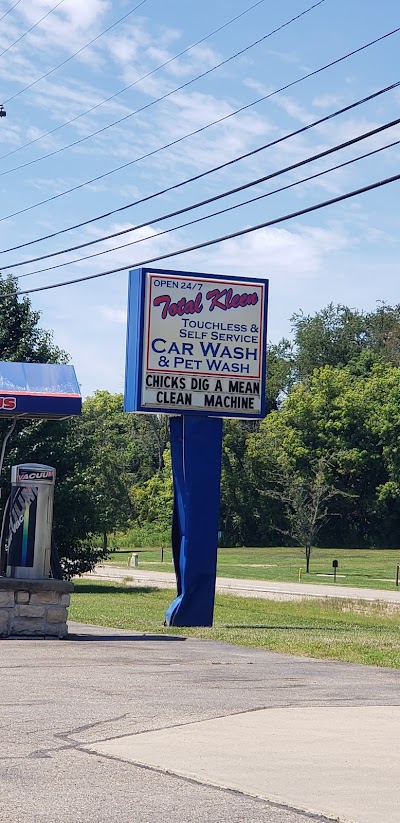 OPEN 24/7
Total Kleen
TOUCHLESS &
SELF SERVICE
CAR WASH
& PET WASH
CHICKS DIG A MEAN
CLEAN MACHINE
VACUUM